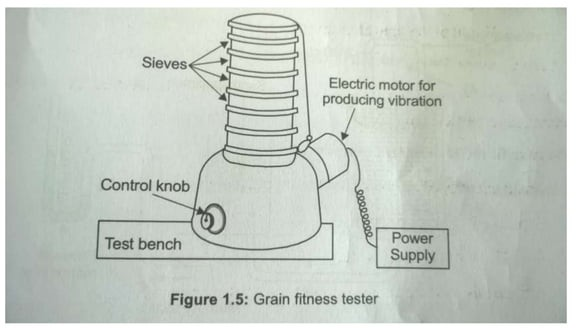 Sieves
Electric motor for
producing vibration
Control knob
Test bench
Power
Supply
Figure 1.5: Grain fitness tester